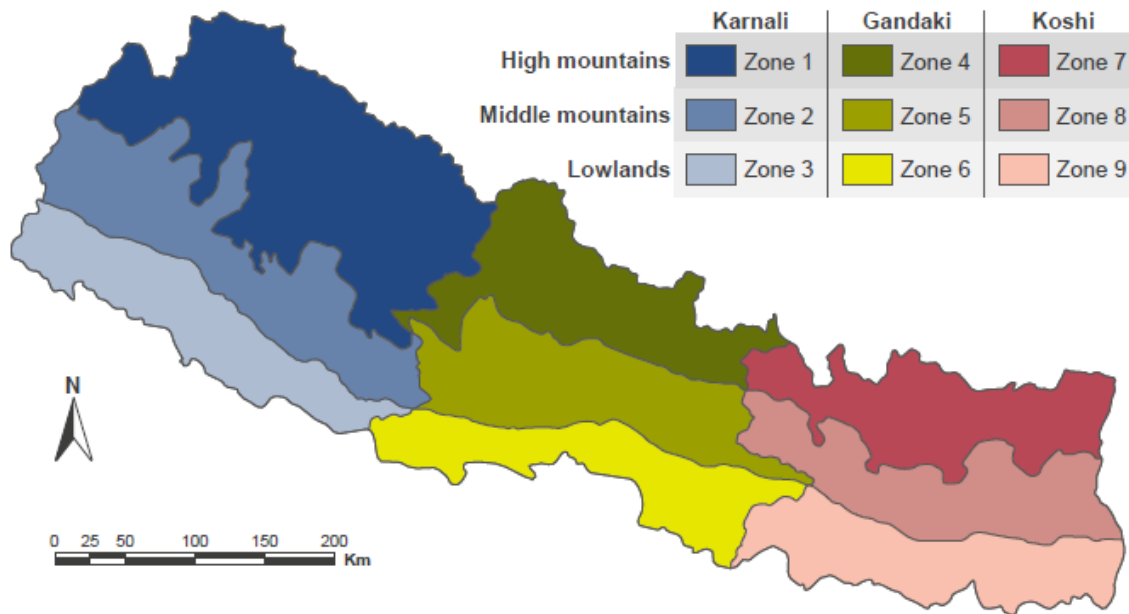 Karnali Gandaki Koshi
High mountains Zone 1 Zone 4 Zone 7
Middle mountains Zone 2 Zone 5 Zone 8
Lowlands Zone 3 Zone 6 Zone 9
N
0 25 50 100 150 200
Km